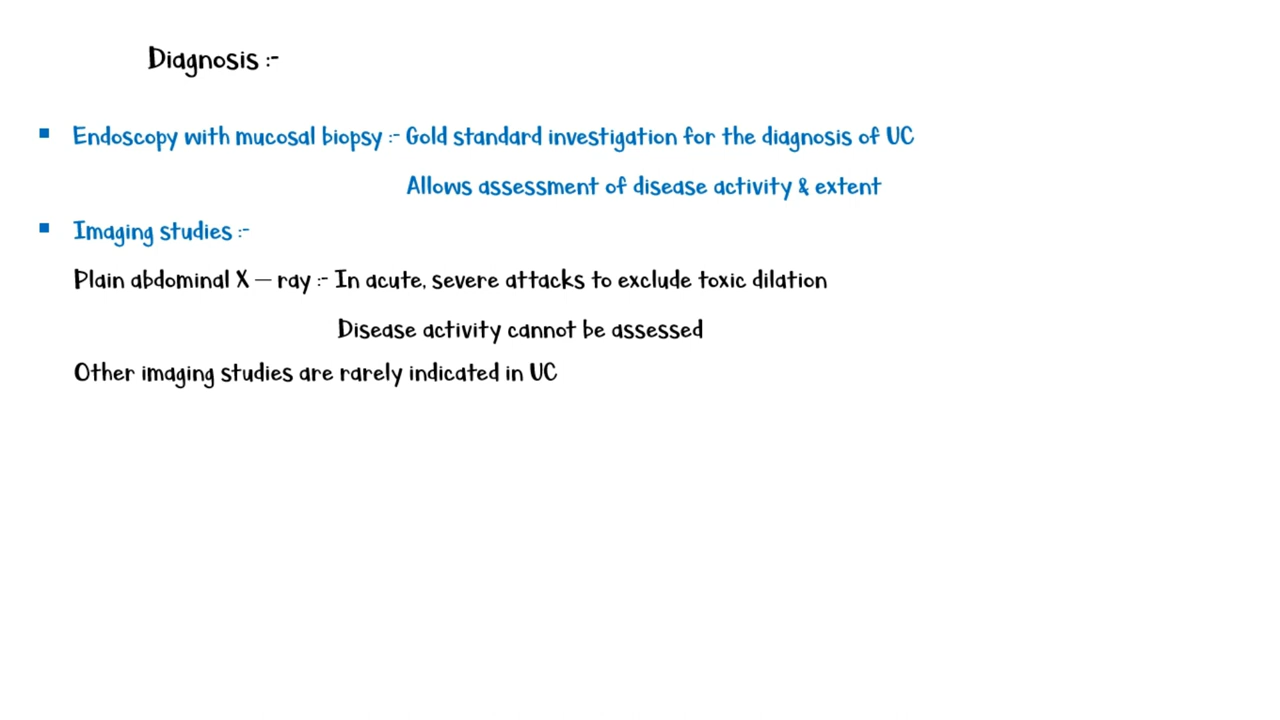 Diagnosis :-
▪ Endoscopy with mucosal biopsy :- Gold standard investigation for the diagnosis of UC
Allows assessment of disease activity & extent
▪ Imaging studies :-
Plain abdominal X – ray :- In acute, severe attacks to exclude toxic dilation
Disease activity cannot be assessed
Other imaging studies are rarely indicated in UC